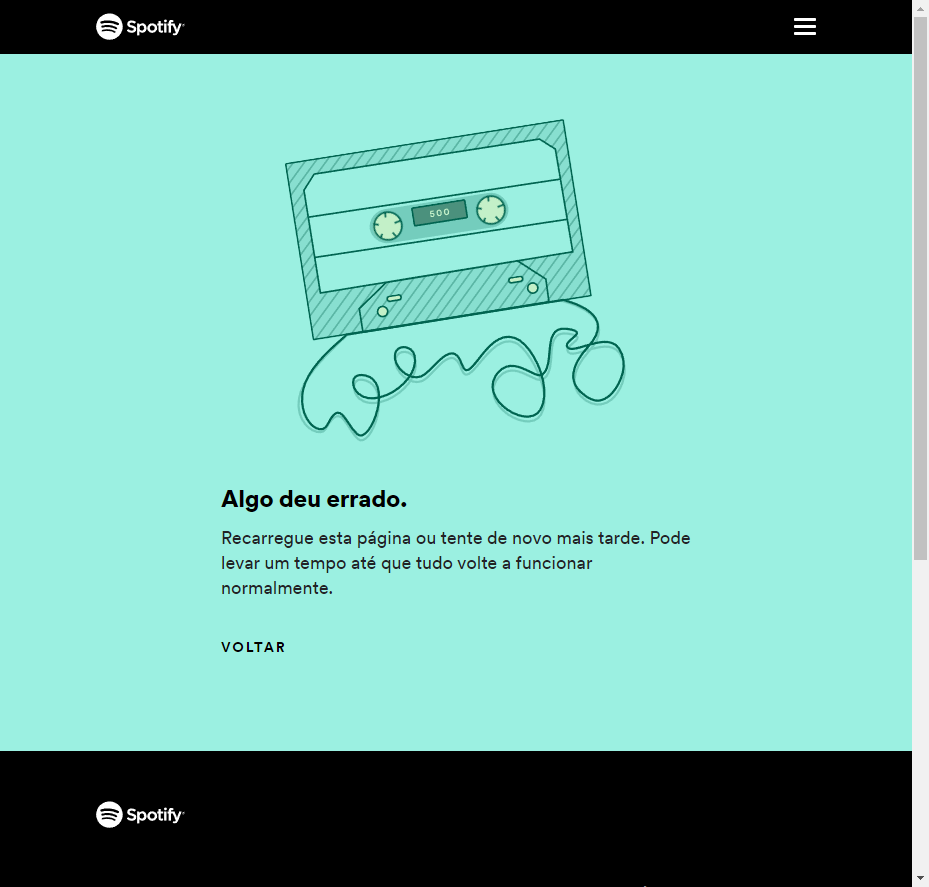 Spotify
500
Algo deu errado.
Recarregue esta página ou tente de novo mais tarde. Pode
levar um tempo até que tudo volte a funcionar
normalmente.
VOLTAR
Spotify